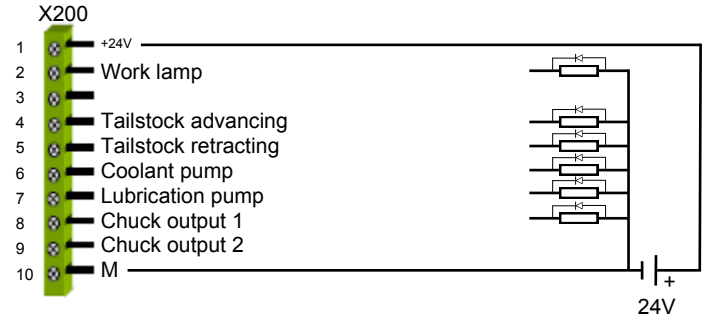 X200
1 +24V
2 Work lamp
3
4 Tailstock advancing
5 Tailstock retracting
6 Coolant pump
7 Lubrication pump
8 Chuck output 1
9 Chuck output 2
10 M
+
24V